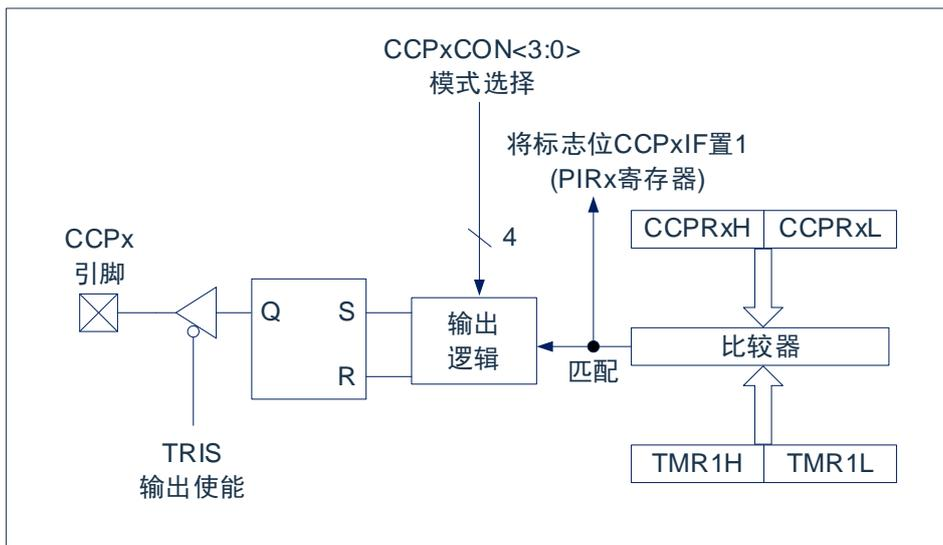 CCPxCON<3:0>
模式选择
将标志位CCPxIF置1
(PIRx寄存器)
CCPRxH
CCPRxL
4
CCPx
引脚
Q
S
R
输出
逻辑
匹配
比较器
TRIS
输出使能
TMR1H
TMR1L